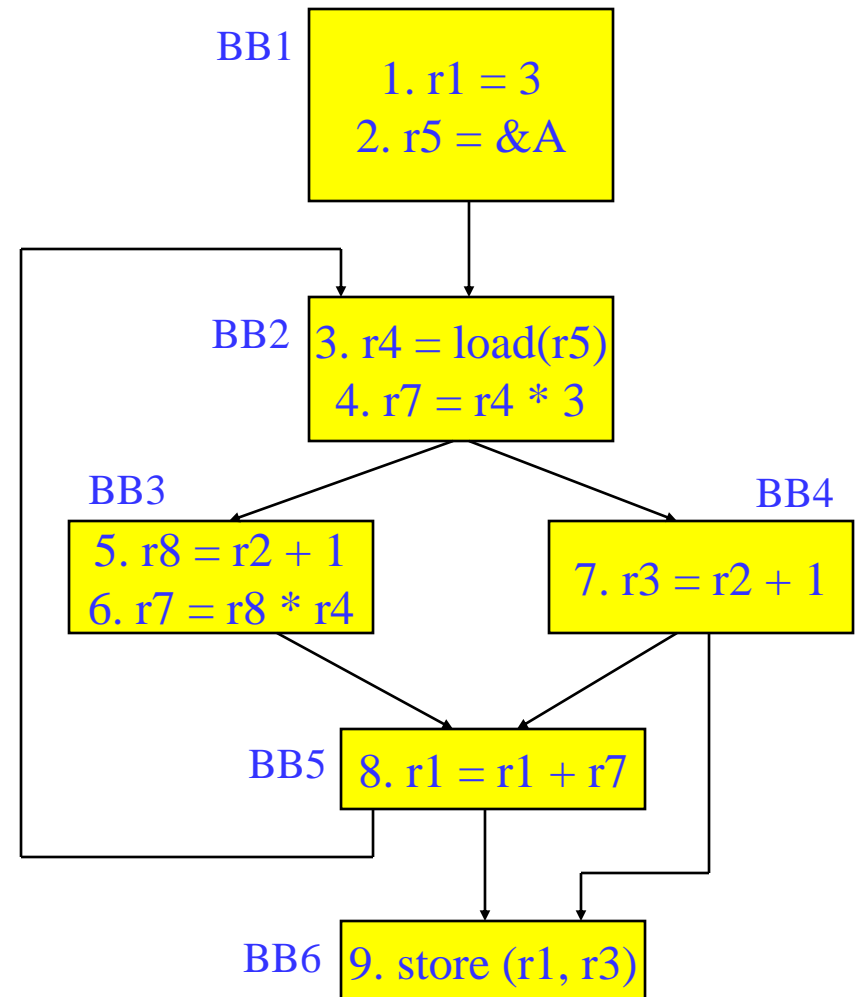 BB1
1. r1 = 3
2. r5 = &A
BB2
3. r4 = load(r5)
4. r7 = r4 * 3
BB3
5. r8 = r2 + 1
6. r7 = r8 * r4
BB4
7. r3 = r2 + 1
BB5
8. r1 = r1 + r7
BB6
9. store (r1, r3)